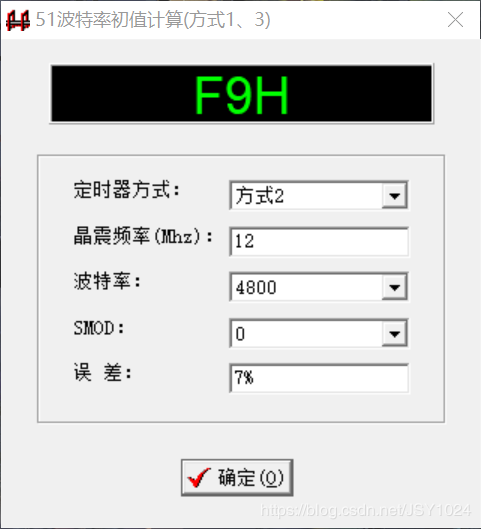 51波特率初值计算(方式1、3)
F9H
定时器方式: 方式2
晶震频率(Mhz): 12
波特率: 4800
SMOD: 0
误 差: 7%
确定(O)
https://blog.csdn.net/JSY1024